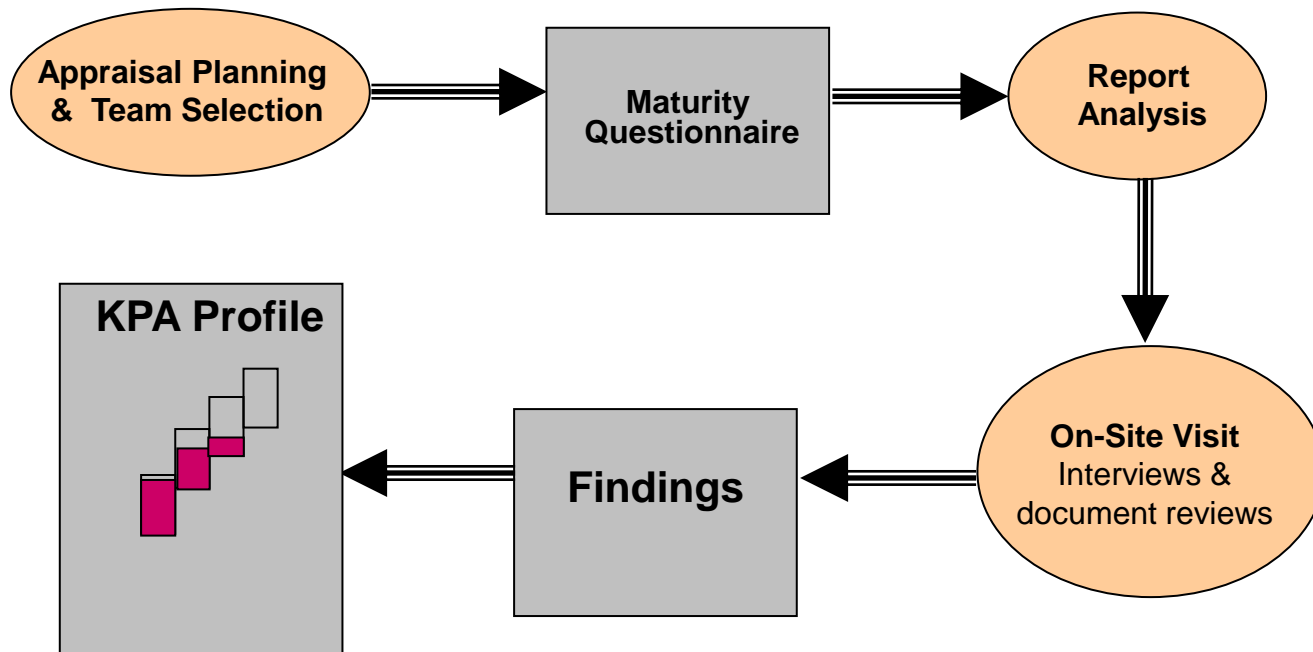 Appraisal Planning
& Team Selection
Maturity
Questionnaire
Report
Analysis
On-Site Visit
Interviews &
document reviews
Findings
KPA Profile